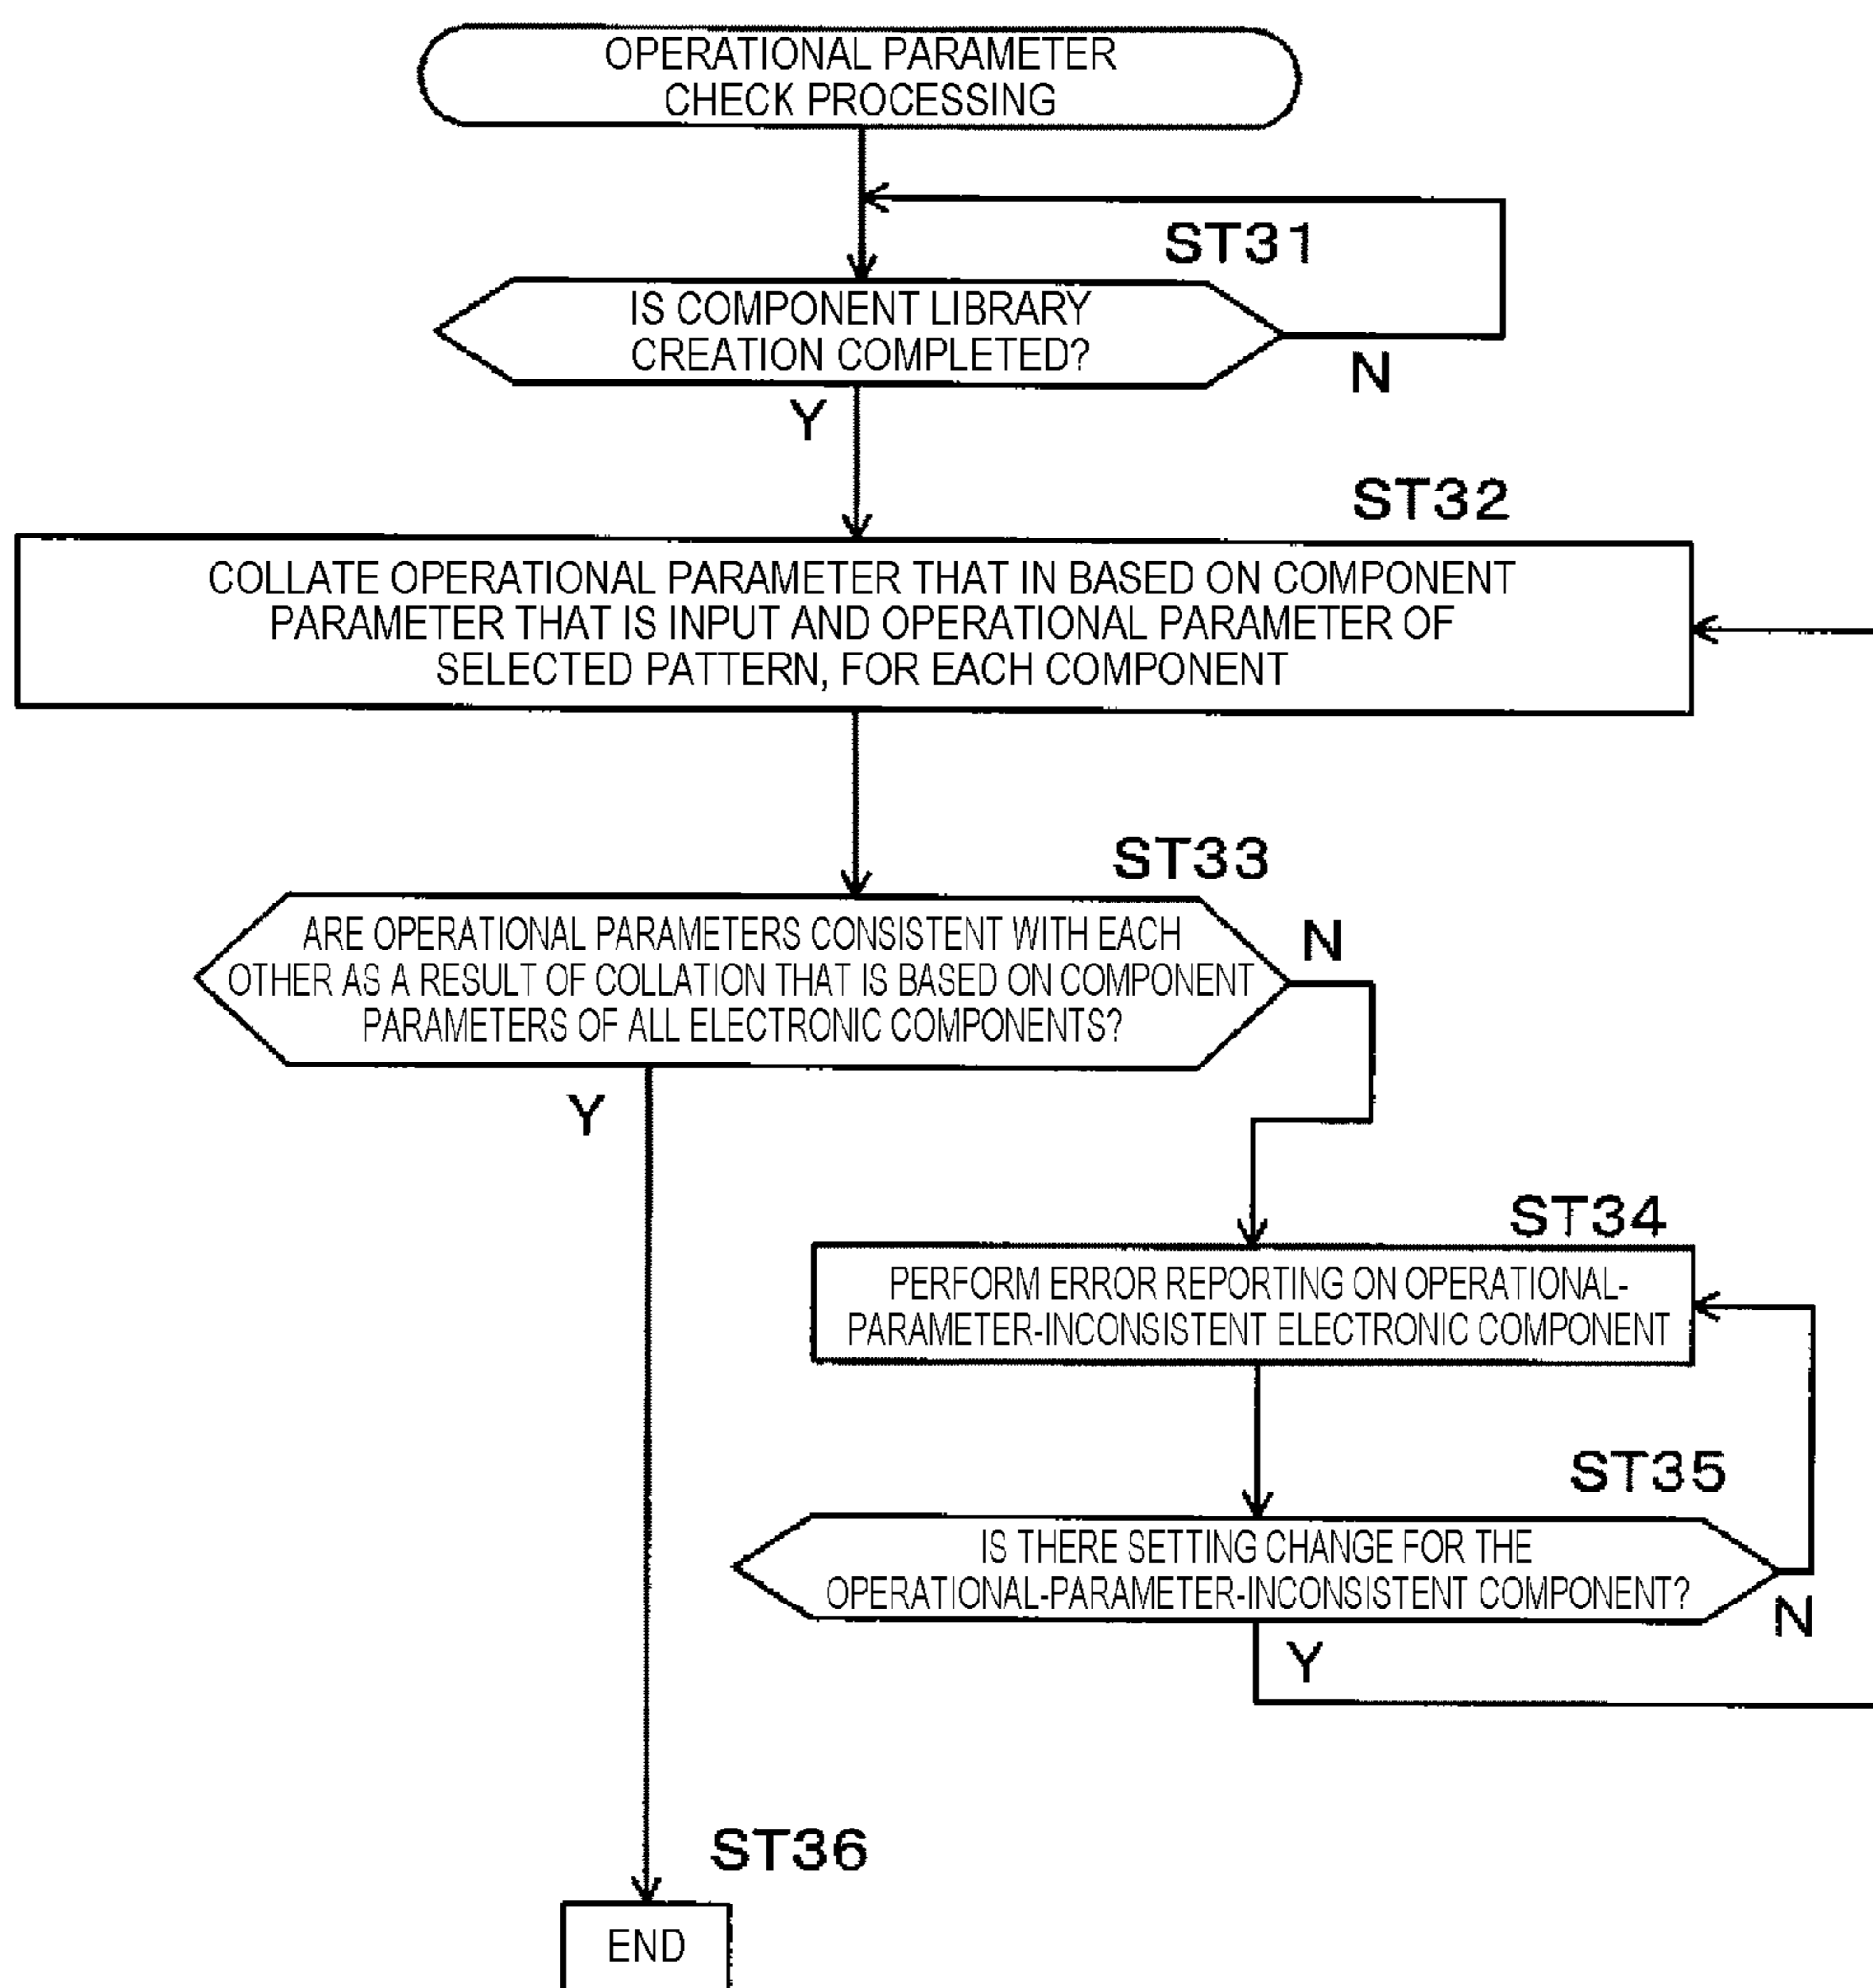 OPERATIONAL PARAMETER
CHECK PROCESSING
ST31
IS COMPONENT LIBRARY
CREATION COMPLETED?
N
Y
ST32
COLLATE OPERATIONAL PARAMETER THAT IN BASED ON COMPONENT
PARAMETER THAT IS INPUT AND OPERATIONAL PARAMETER OF
SELECTED PATTERN, FOR EACH COMPONENT
ST33
ARE OPERATIONAL PARAMETERS CONSISTENT WITH EACH
OTHER AS A RESULT OF COLLATION THAT IS BASED ON COMPONENT
PARAMETERS OF ALL ELECTRONIC COMPONENTS?
N
Y
ST34
PERFORM ERROR REPORTING ON OPERATIONAL-
PARAMETER-INCONSISTENT ELECTRONIC COMPONENT
ST35
IS THERE SETTING CHANGE FOR THE
OPERATIONAL-PARAMETER-INCONSISTENT COMPONENT?
N
Y
ST36
END